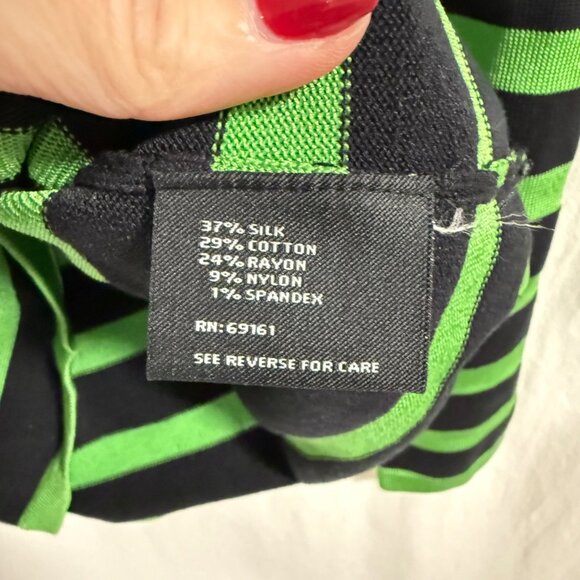 37% SILK
29% COTTON
24% RAYON
9% NYLON
1% SPANDEX
RN: 69161
SEE REVERSE FOR CARE